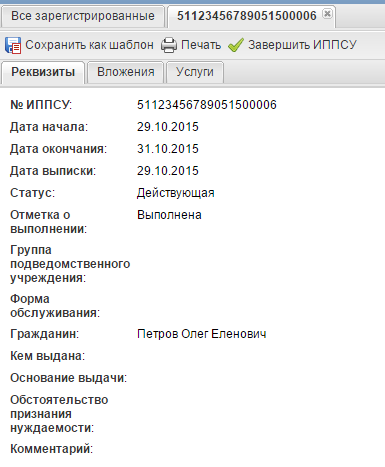 Все зарегистрированные 51123456789051500006
Сохранить как шаблон Печать Завершить ИППСУ
Реквизиты Вложения Услуги
№ ИППСУ: 51123456789051500006
Дата начала: 29.10.2015
Дата окончания: 31.10.2015
Дата выписки: 29.10.2015
Статус: Действующая
Отметка о Выполнена
выполнении:
Группа
подведомственного
учреждения:
Форма
обслуживания:
Гражданин: Петров Олег Еленович
Кем выдана:
Основание выдачи:
Обстоятельство
признания
нуждаемости:
Комментарий: